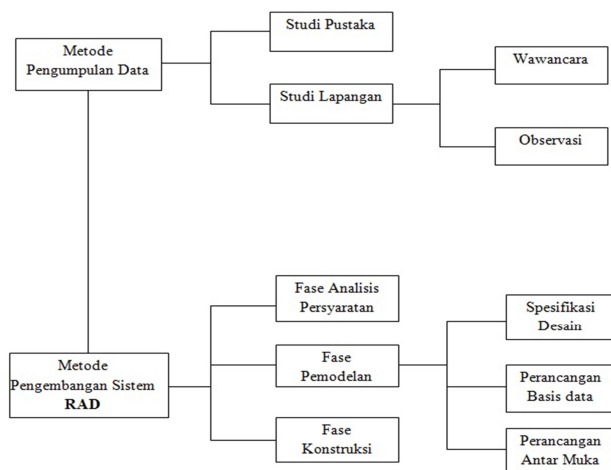 Metode
Pengumpulan Data
Studi Pustaka
Studi Lapangan
Wawancara
Observasi
Metode
Pengembangan Sistem
RAD
Fase Analisis
Persyaratan
Fase
Pemodelan
Fase
Konstruksi
Spesifikasi
Desain
Perancangan
Basis data
Perancangan
Antar Muka